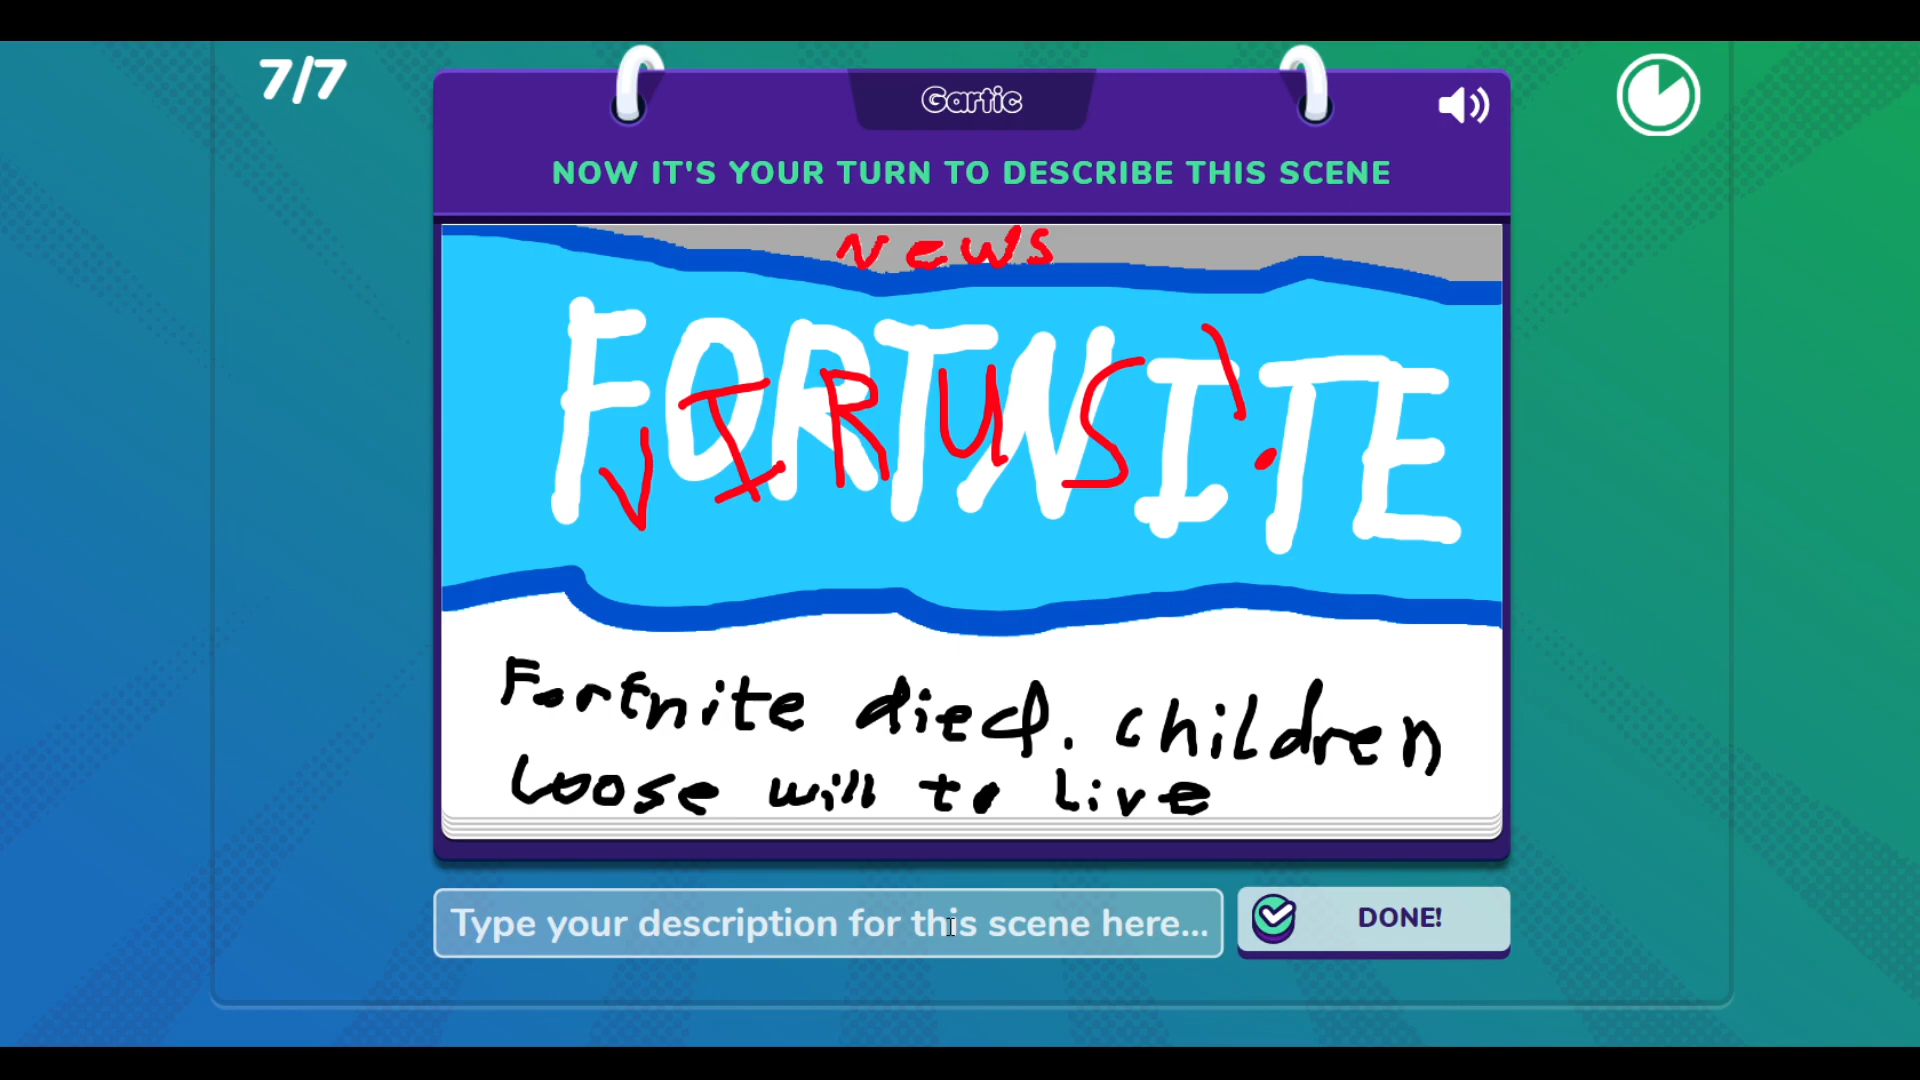 7/7
Gartic
NOW IT'S YOUR TURN TO DESCRIBE THIS SCENE
News
FORTNITE
VIRUS!
Fortnite died. children
Loose will to Live
Type your description for this scene here...
DONE!